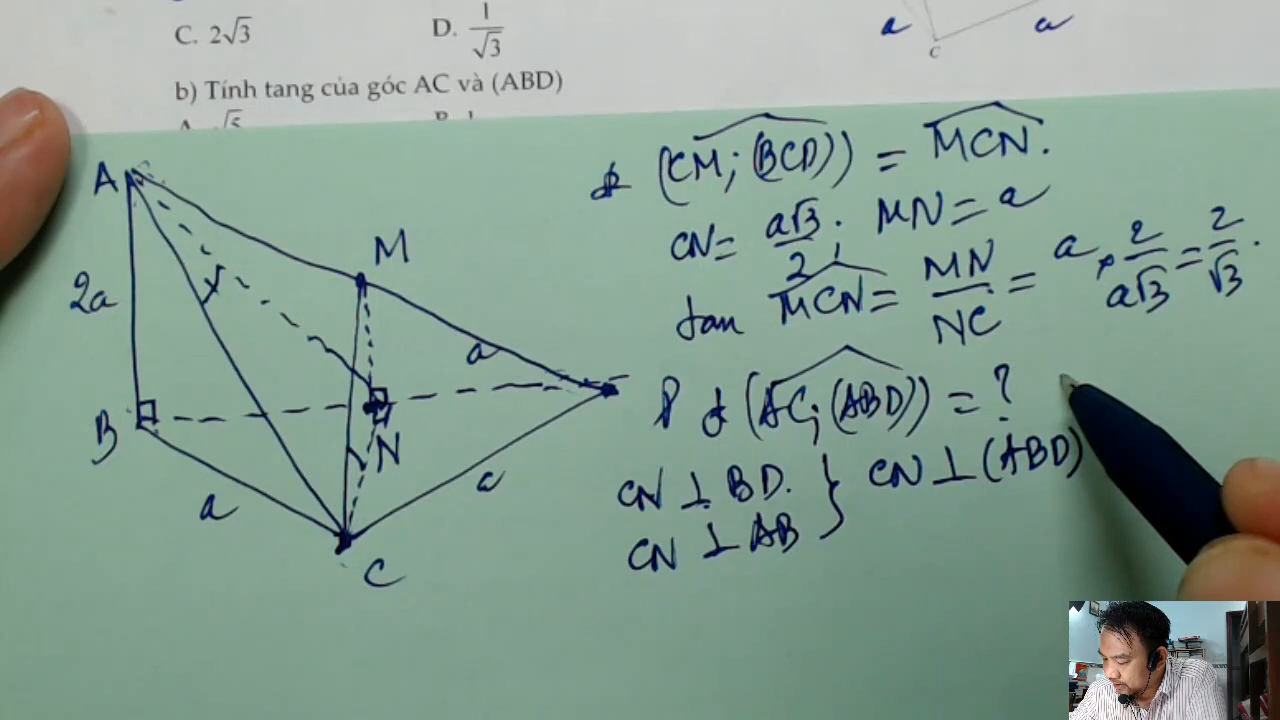 C. 2√3
D. 1/√3
a
a
C
b) Tính tang của góc AC và (ABD)
A
M
2a
a
B
N
a
a
C
(CM; (BCD)) = MCN.
CN = a√3/2; MN = a
tan MCN = MN/NC = a · 2/a√3 = 2/√3.
(AC; (ABD)) = ?
CN ⊥ BD.
CN ⊥ AB } CN ⊥ (ABD)